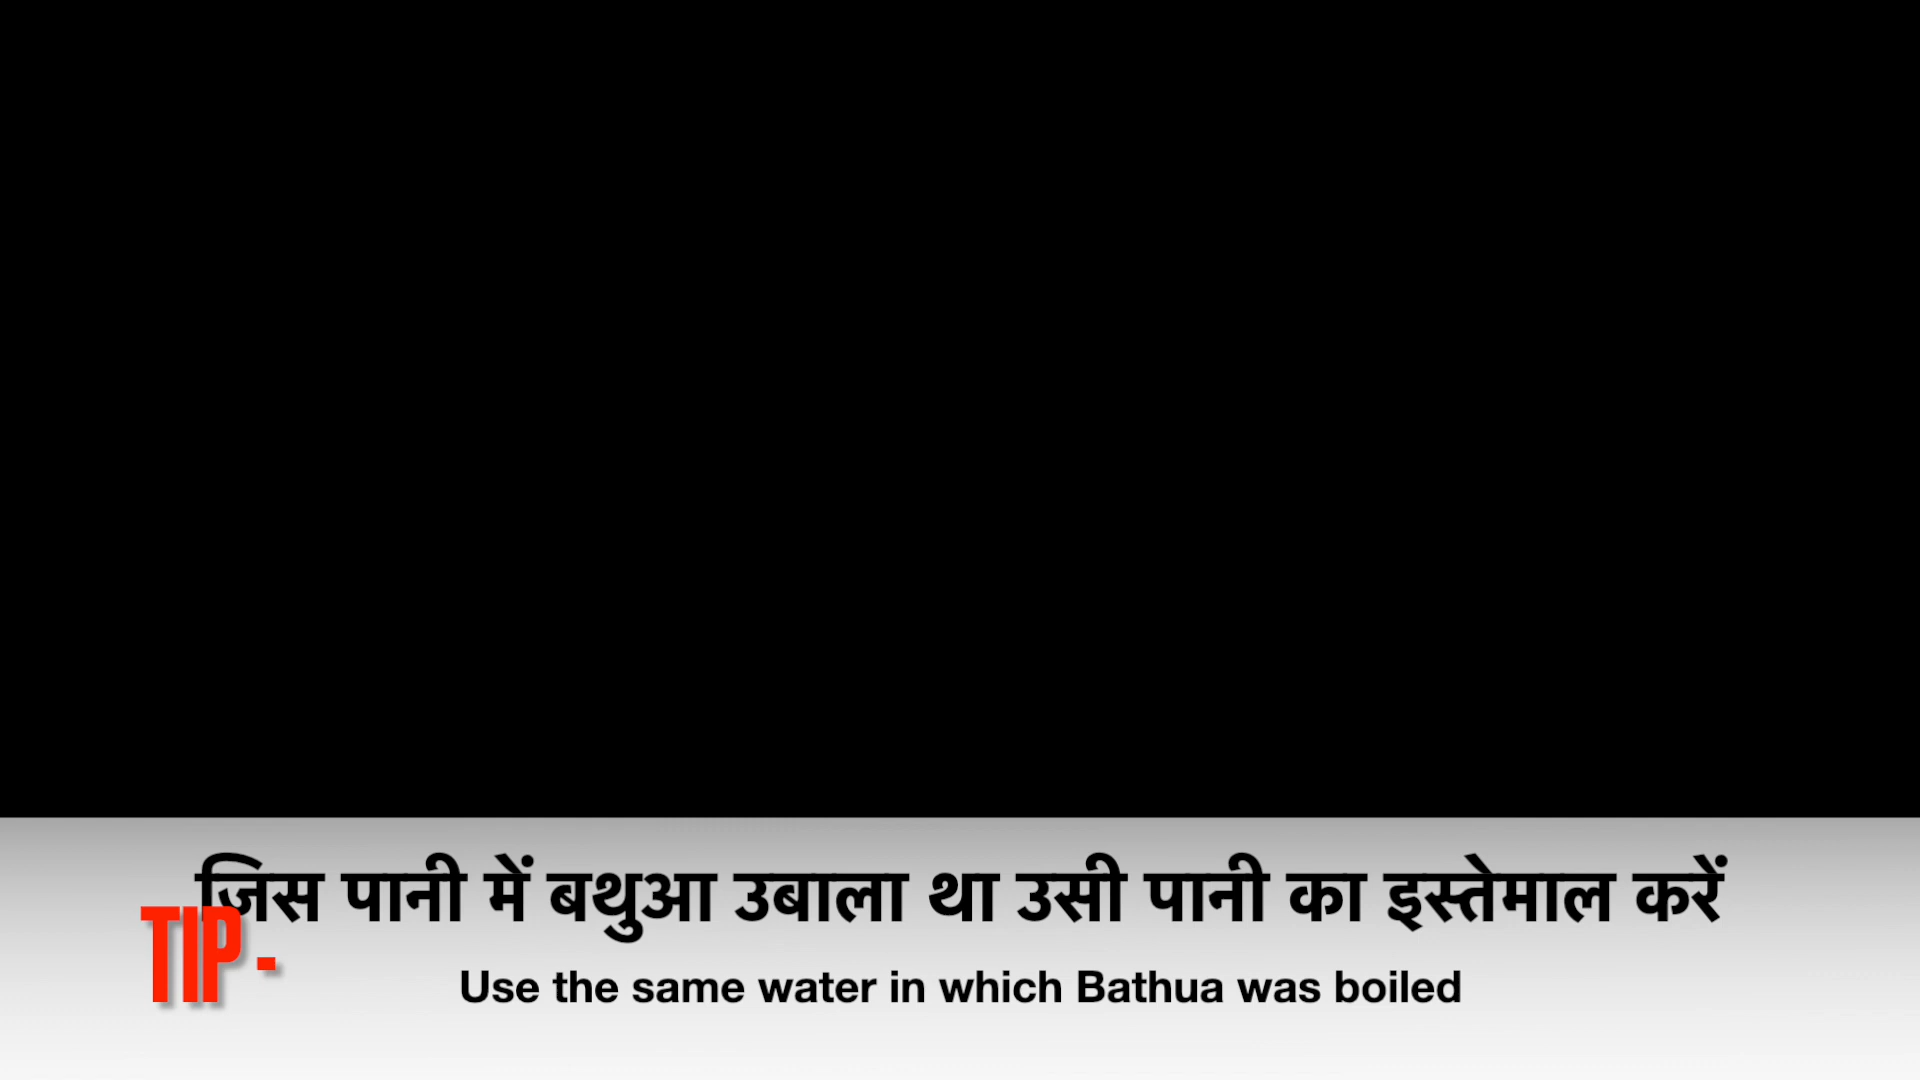 जिस पानी में बथुआ उबाला था उसी पानी का इस्तेमाल करें
TIP -
Use the same water in which Bathua was boiled